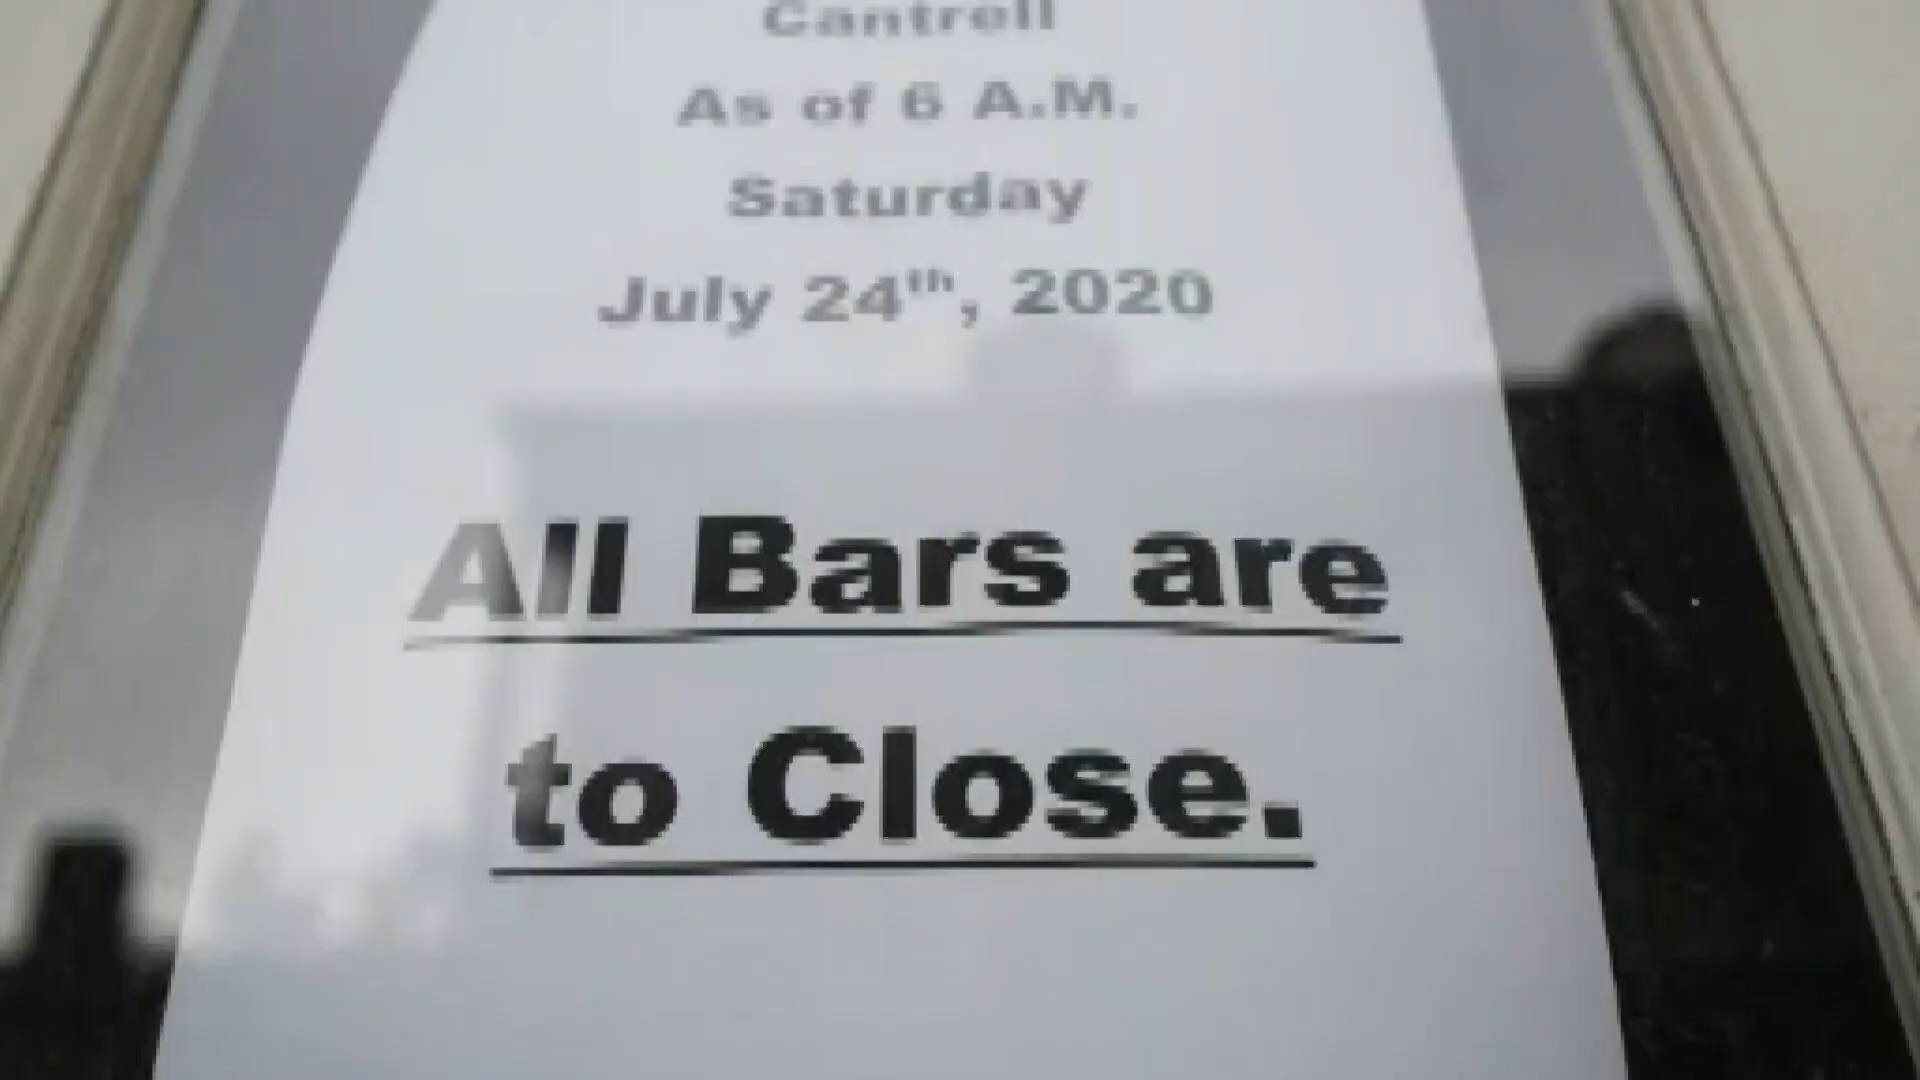 Cantrell
As of 6 A.M.
Saturday
July 24th, 2020
All Bars are
to Close.